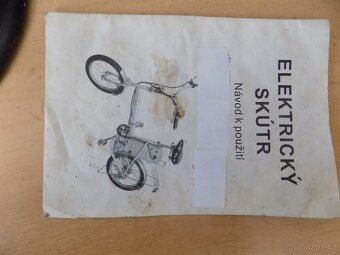 ELEKTRICKÝ
SKÚTR
Návod k použití